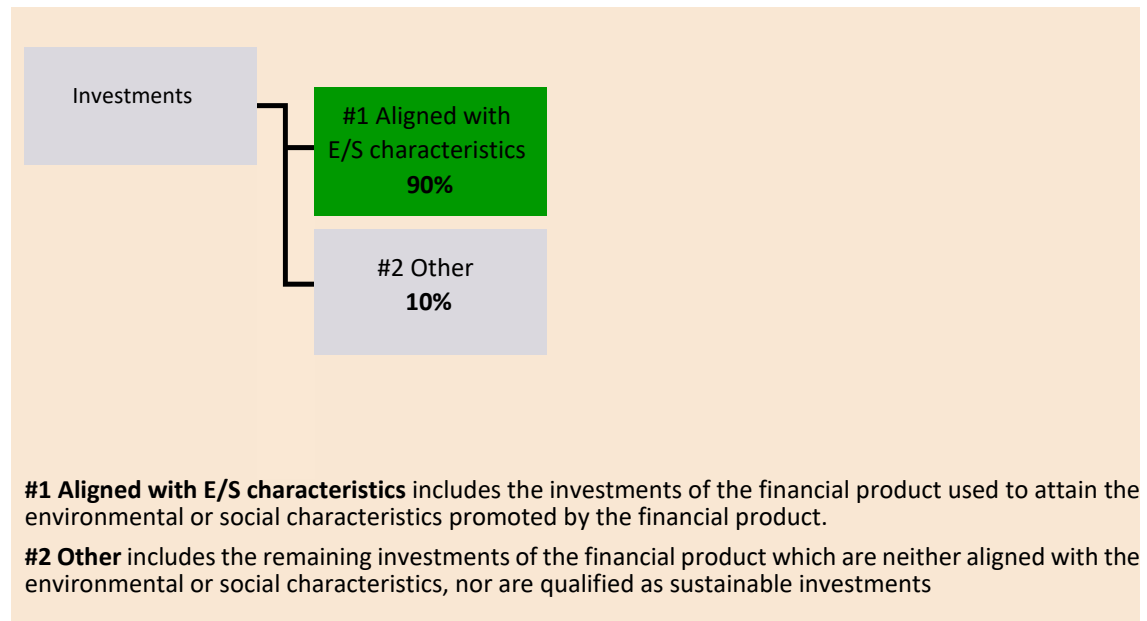 Investments
#1 Aligned with
E/S characteristics
90%
#2 Other
10%
#1 Aligned with E/S characteristics includes the investments of the financial product used to attain the
environmental or social characteristics promoted by the financial product.
#2 Other includes the remaining investments of the financial product which are neither aligned with the
environmental or social characteristics, nor are qualified as sustainable investments